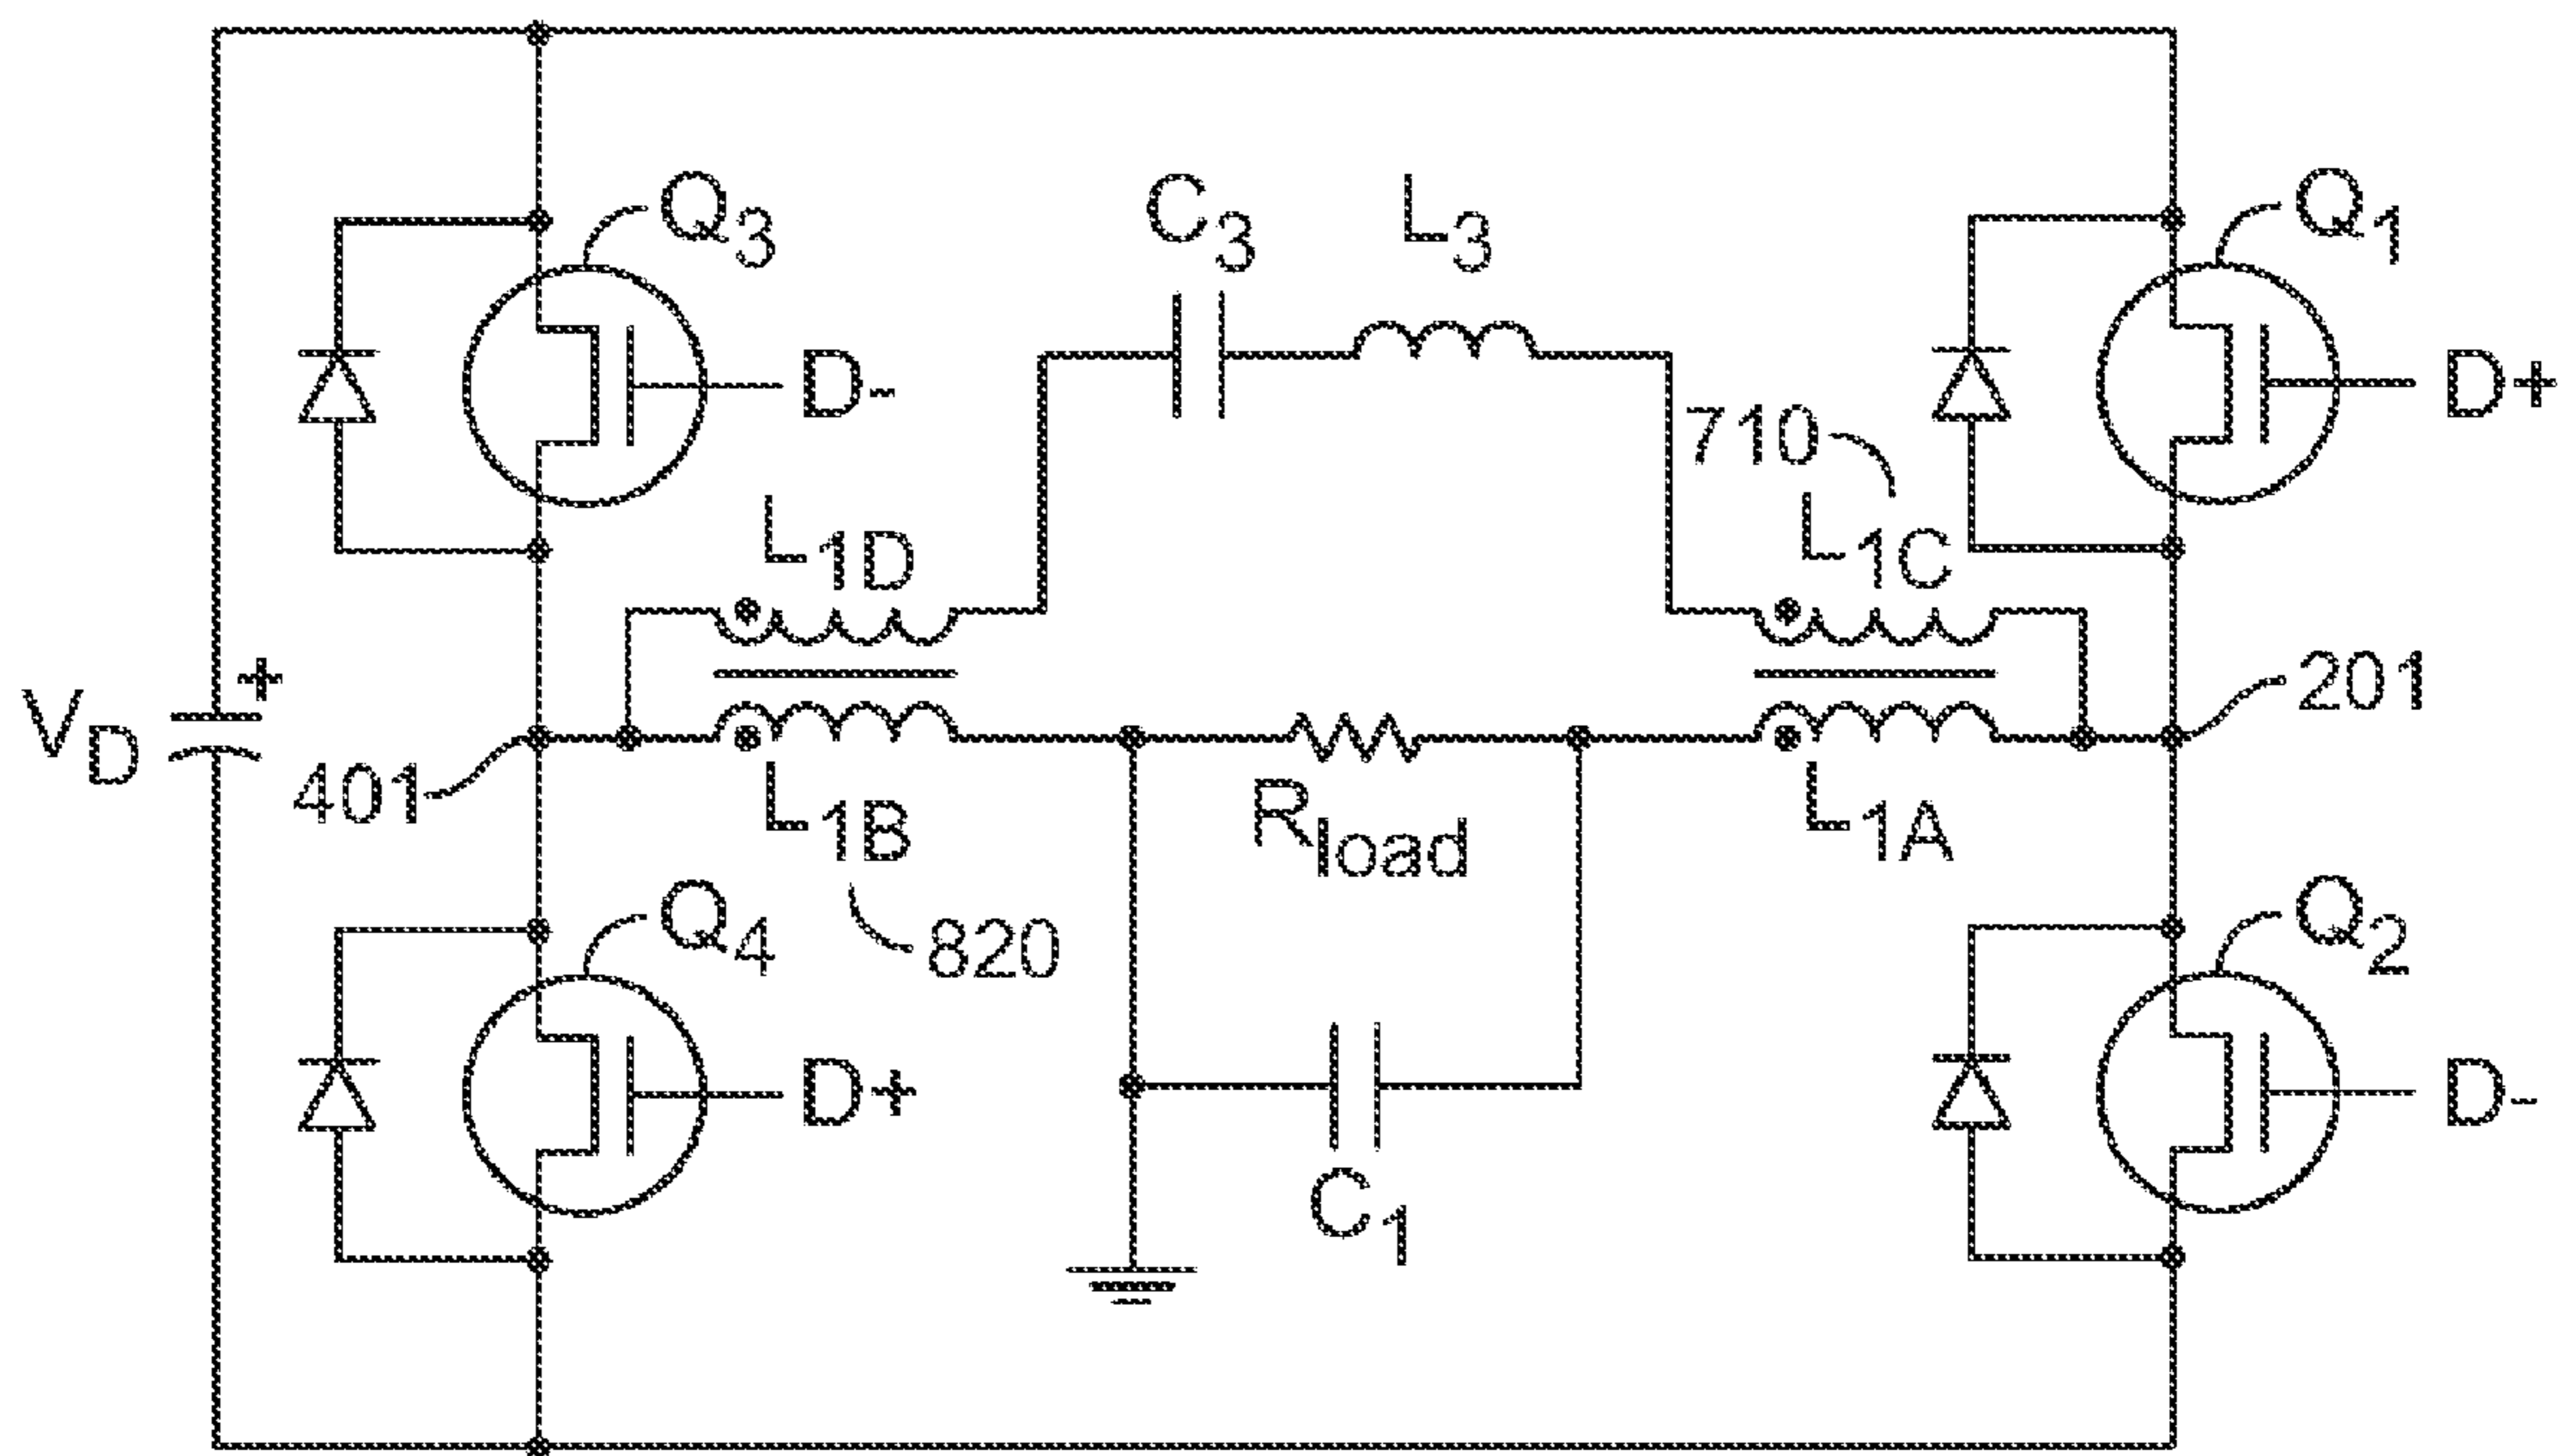 Q3
C3
L3
Q1
D-
D+
710
L1D
L1C
+
VD
201
401
L1B
Rload
L1A
Q4
820
Q2
D+
D-
C1